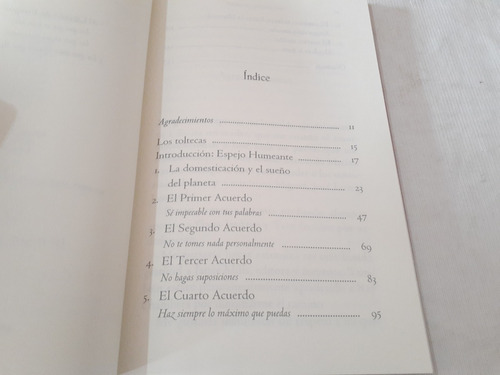 Índice
Agradecimientos 11
Los toltecas 15
Introducción: Espejo Humeante 17
1. La domesticación y el sueño
del planeta 23
2. El Primer Acuerdo
Sé impecable con tus palabras 47
3. El Segundo Acuerdo
No te tomes nada personalmente 69
4. El Tercer Acuerdo
No hagas suposiciones 83
5. El Cuarto Acuerdo
Haz siempre lo máximo que puedas 95